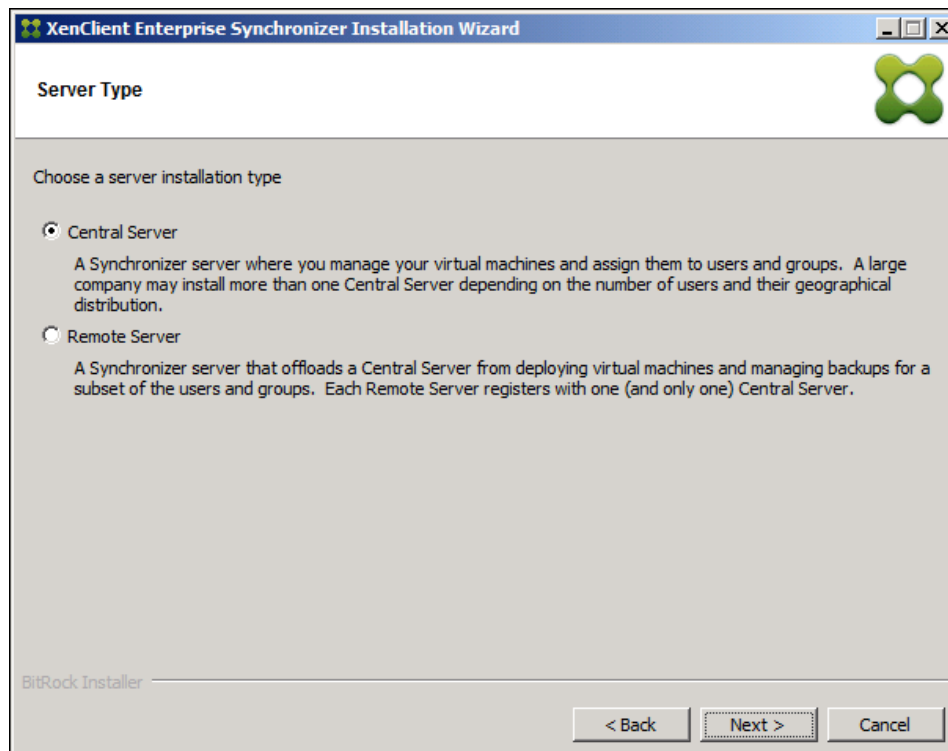 XenClient Enterprise Synchronizer Installation Wizard
Server Type
Choose a server installation type
Central Server
A Synchronizer server where you manage your virtual machines and assign them to users and groups.  A large
company may install more than one Central Server depending on the number of users and their geographical
distribution.
Remote Server
A Synchronizer server that offloads a Central Server from deploying virtual machines and managing backups for a
subset of the users and groups.  Each Remote Server registers with one (and only one) Central Server.
BitRock Installer
< Back
Next >
Cancel